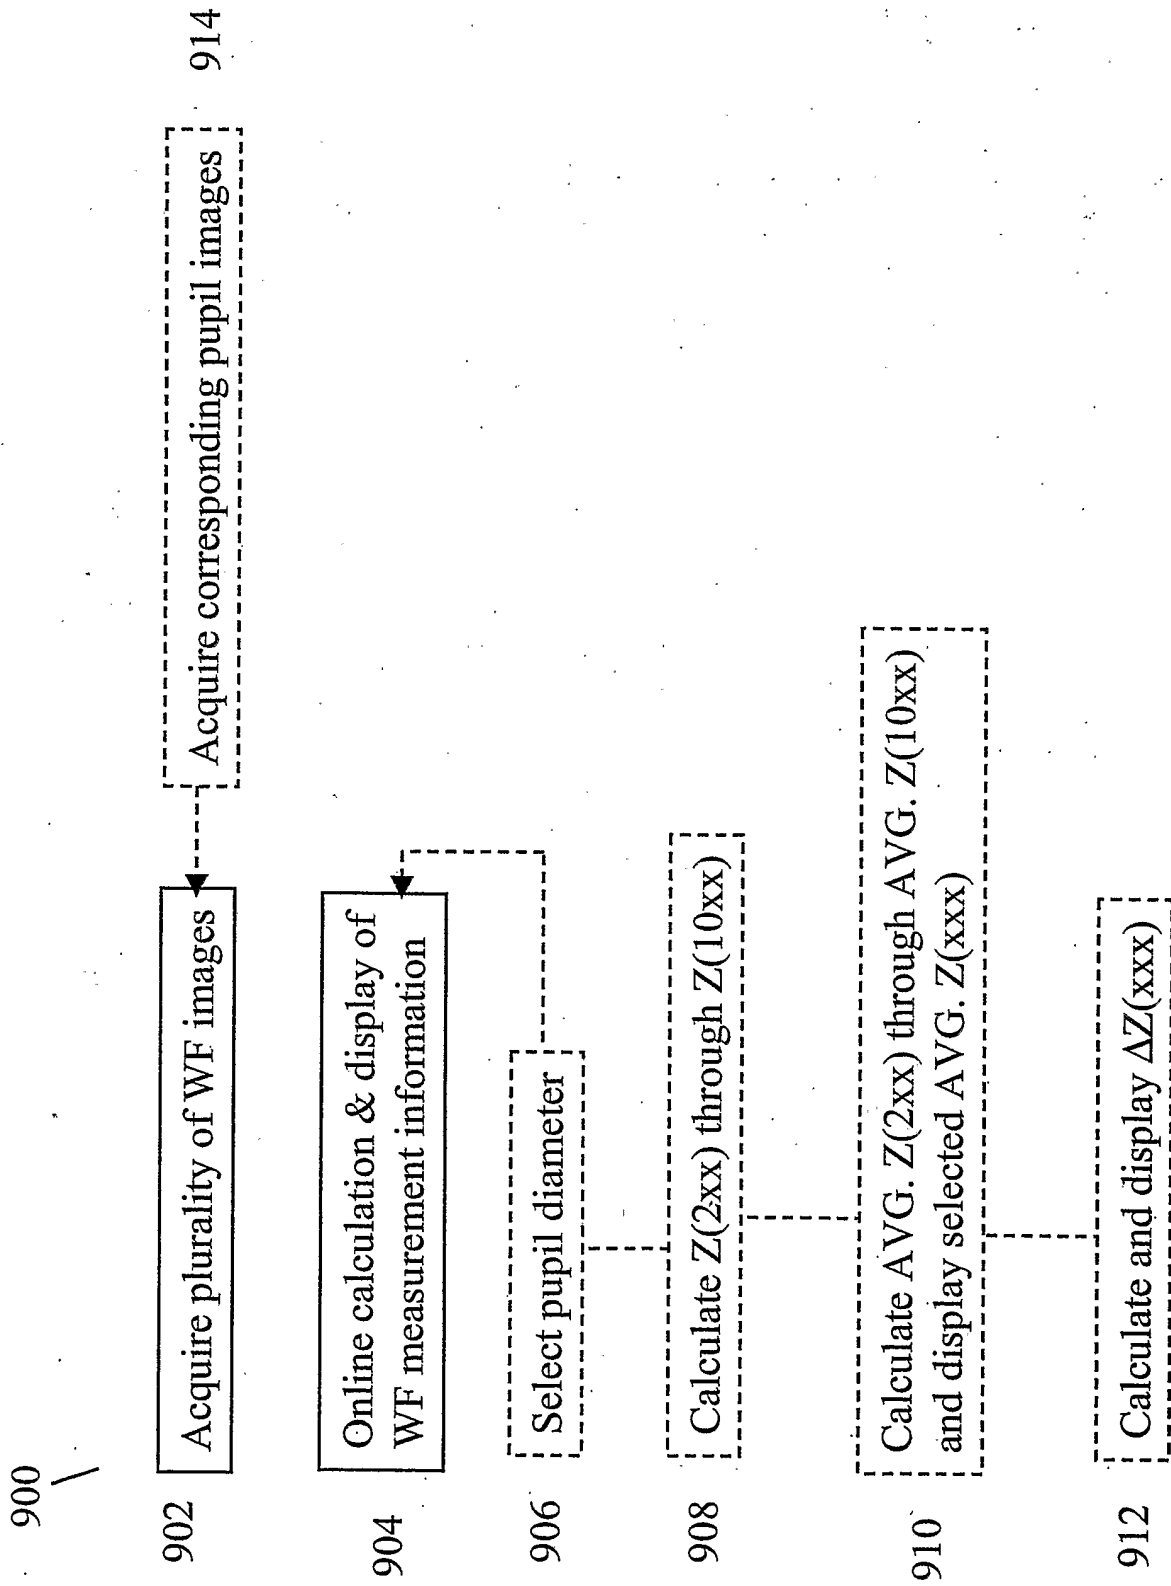 900
902
Acquire plurality of WF images
Acquire corresponding pupil images
914
904
Online calculation & display of
WF measurement information
906
Select pupil diameter
908
Calculate Z(2xx) through Z(10xx)
910
Calculate AVG. Z(2xx) through AVG. Z(10xx)
and display selected AVG. Z(xxx)
912
Calculate and display ΔZ(xxx)